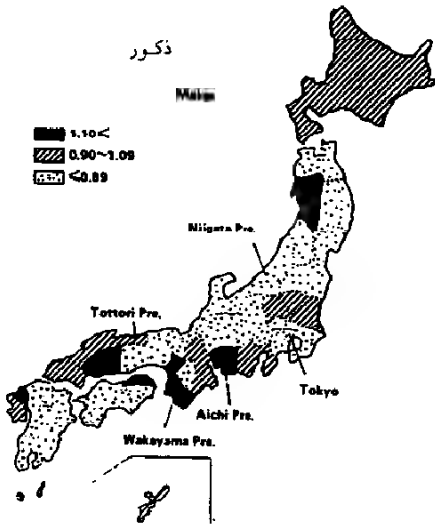 ذكور
Males
1.10<
0.90~1.09
≤0.89
Niigata Pre.
Tottori Pre.
Tokyo
Aichi Pre.
Wakayama Pre.